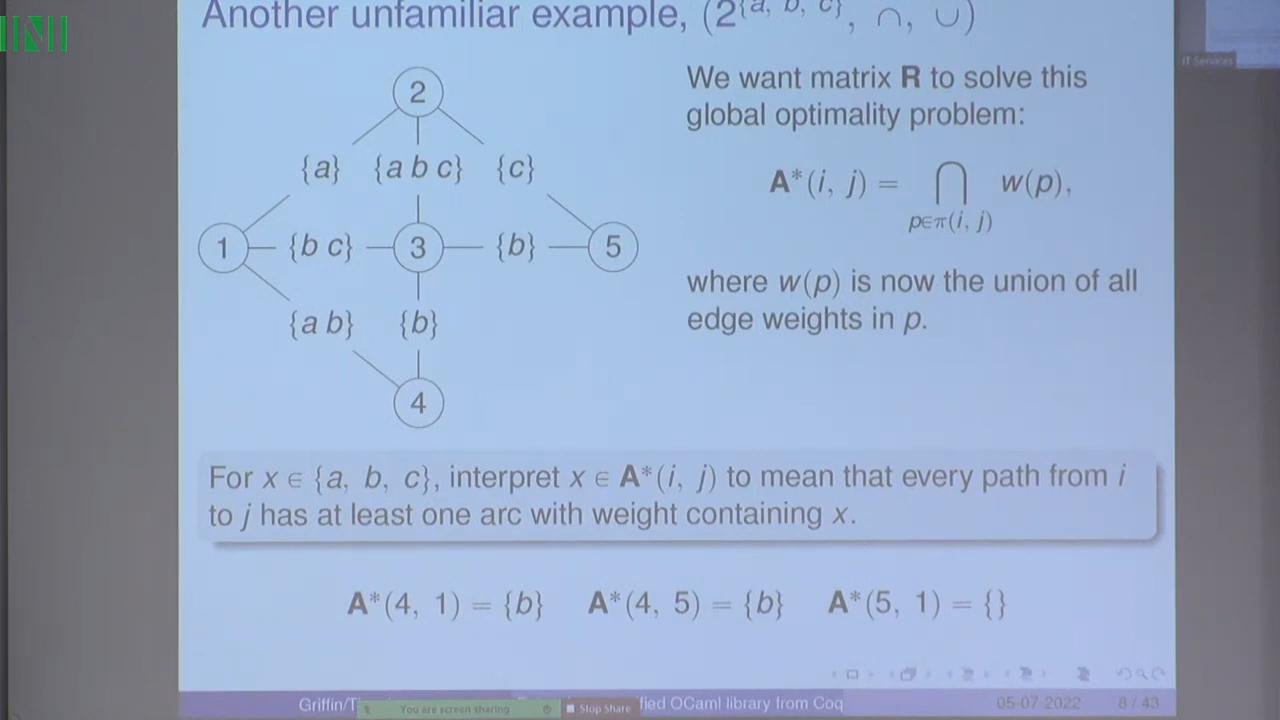 Another unfamiliar example, (2^{a, b, c}, ∩, ∪)
IT Services
We want matrix R to solve this
global optimality problem:
A*(i, j) = ⋂ w(p),
p∈π(i, j)
where w(p) is now the union of all
edge weights in p.
2
{a} {a b c} {c}
1 {b c} 3 {b} 5
{a b} {b}
4
For x ∈ {a, b, c}, interpret x ∈ A*(i, j) to mean that every path from i
to j has at least one arc with weight containing x.
A*(4, 1) = {b} A*(4, 5) = {b} A*(5, 1) = {}
Griffin/T
You are screen sharing
Stop Share
fied OCaml library from Coq
05-07-2022
8 / 43